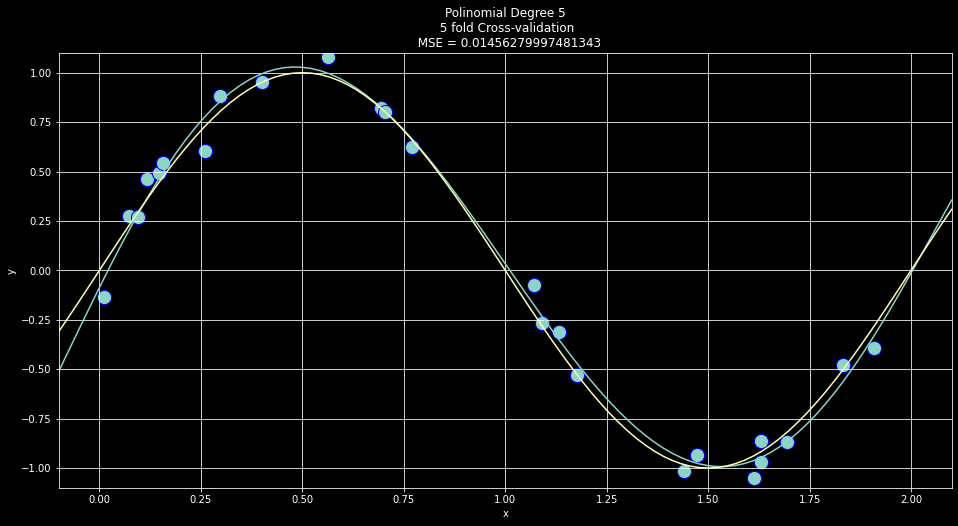 Polinomial Degree 5
5 fold Cross-validation
MSE = 0.01456279997481343
1.00
0.75
0.50
0.25
0.00
−0.25
−0.50
−0.75
−1.00
y
0.00 0.25 0.50 0.75 1.00 1.25 1.50 1.75 2.00
x